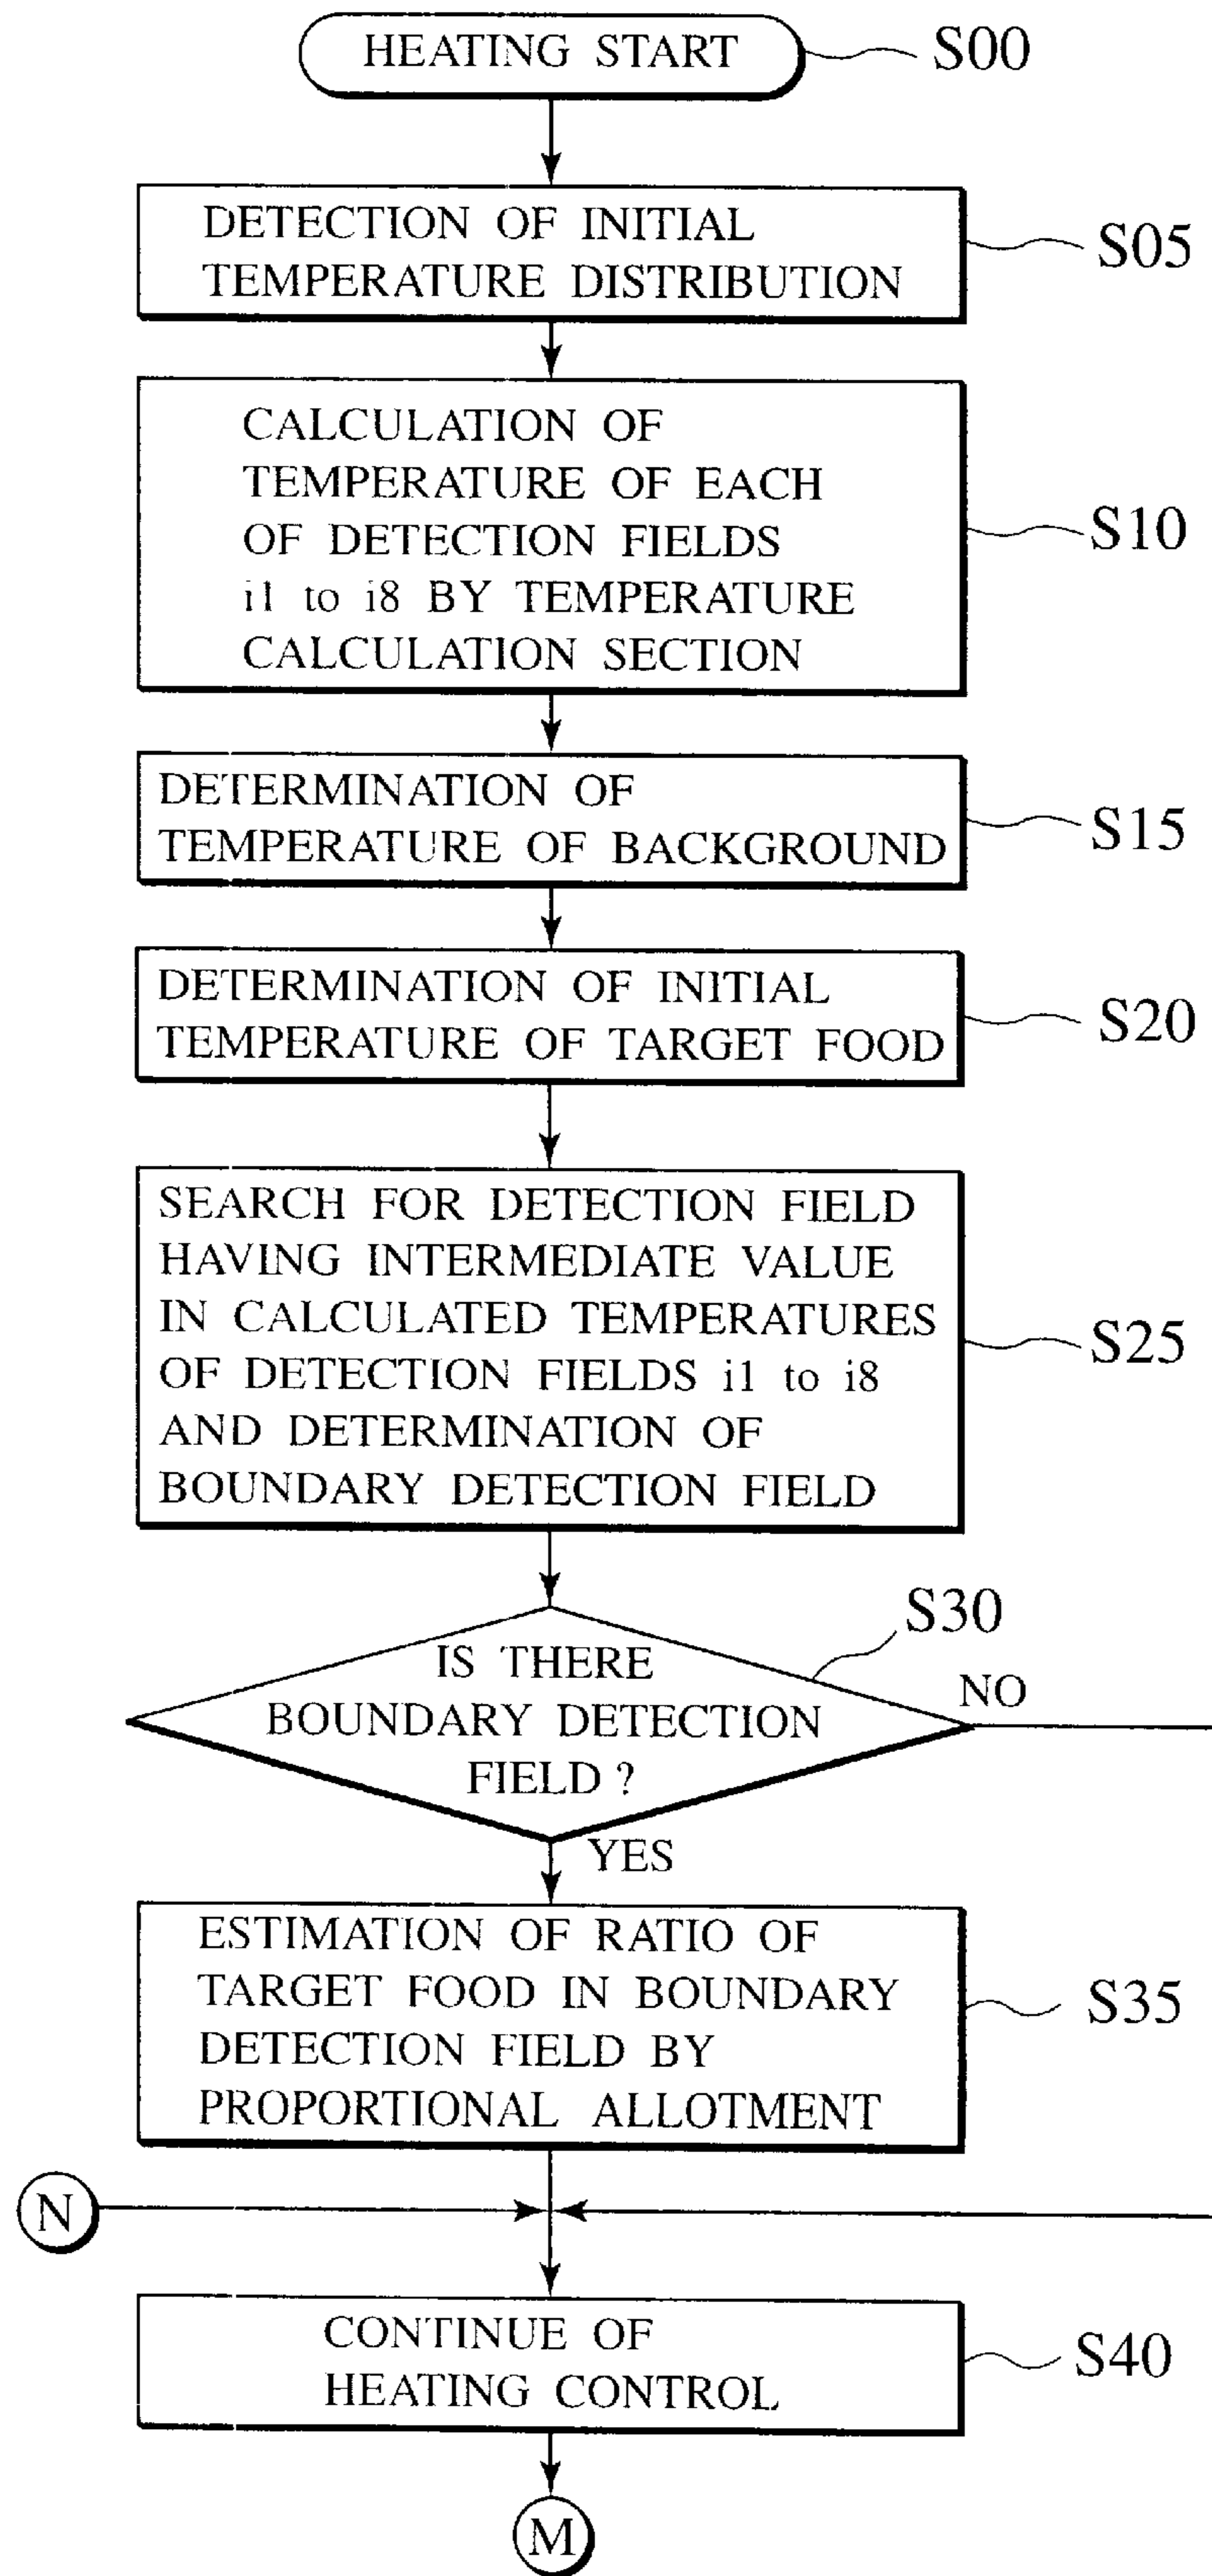 HEATING START
S00
DETECTION OF INITIAL
TEMPERATURE DISTRIBUTION
S05
CALCULATION OF
TEMPERATURE OF EACH
OF DETECTION FIELDS
i1 to i8 BY TEMPERATURE
CALCULATION SECTION
S10
DETERMINATION OF
TEMPERATURE OF BACKGROUND
S15
DETERMINATION OF INITIAL
TEMPERATURE OF TARGET FOOD
S20
SEARCH FOR DETECTION FIELD
HAVING INTERMEDIATE VALUE
IN CALCULATED TEMPERATURES
OF DETECTION FIELDS i1 to i8
AND DETERMINATION OF
BOUNDARY DETECTION FIELD
S25
S30
IS THERE
BOUNDARY DETECTION
FIELD ?
NO
YES
ESTIMATION OF RATIO OF
TARGET FOOD IN BOUNDARY
DETECTION FIELD BY
PROPORTIONAL ALLOTMENT
S35
N
CONTINUE OF
HEATING CONTROL
S40
M